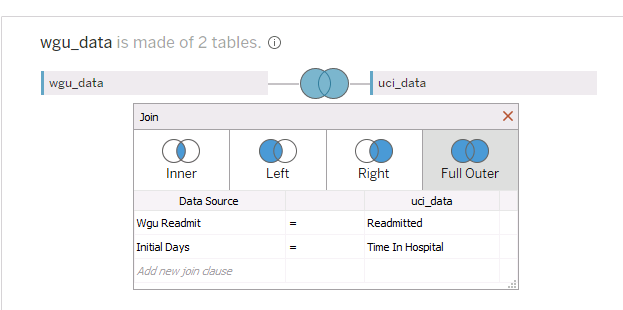 wgu_data is made of 2 tables. ⓘ
wgu_data uci_data
Join
Inner Left Right Full Outer
Data Source uci_data
Wgu Readmit = Readmitted
Initial Days = Time In Hospital
Add new join clause